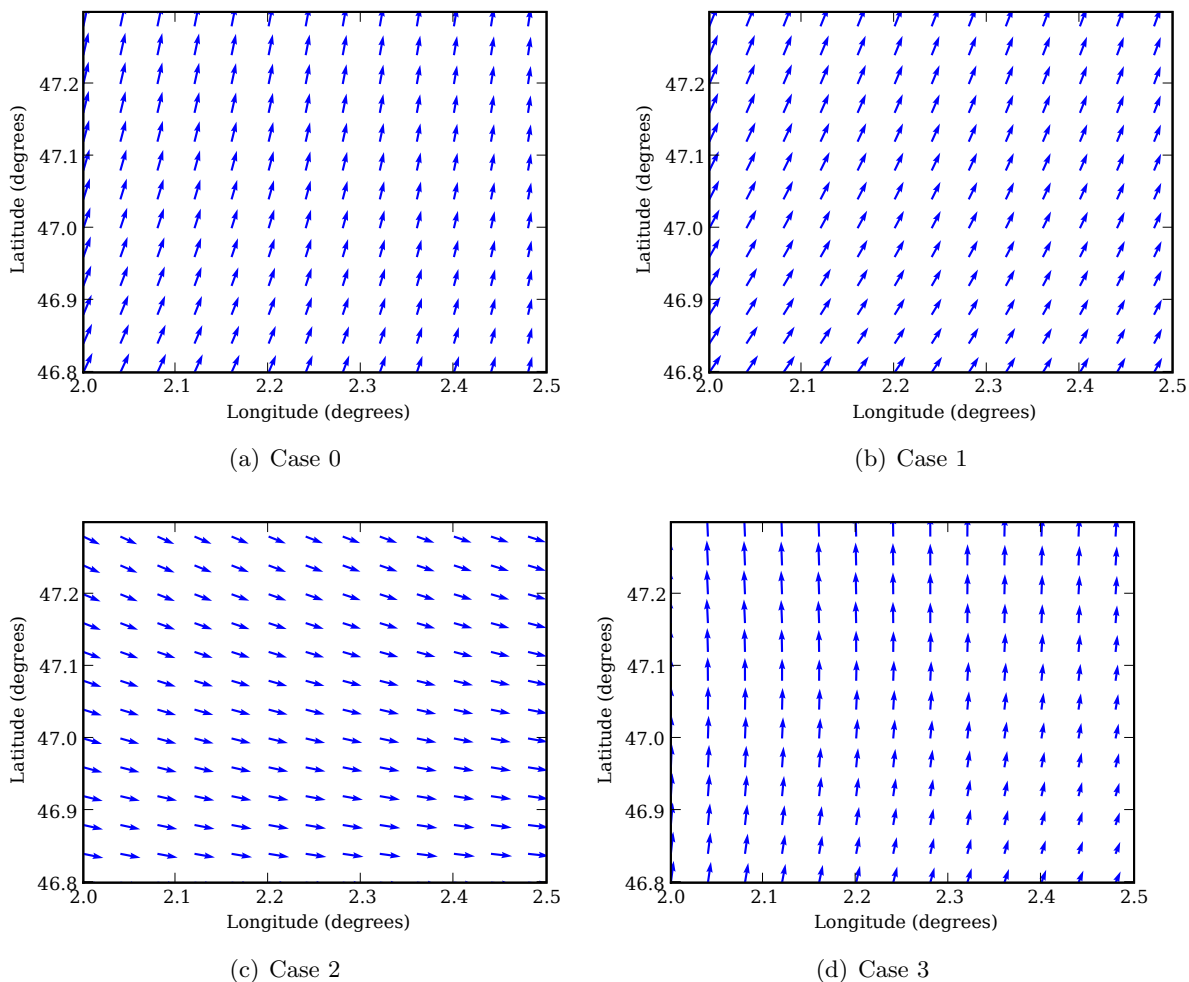 Latitude (degrees)
47.2
47.1
47.0
46.9
46.8
2.0 2.1 2.2 2.3 2.4 2.5
Longitude (degrees)
(a) Case 0
Latitude (degrees)
47.2
47.1
47.0
46.9
46.8
2.0 2.1 2.2 2.3 2.4 2.5
Longitude (degrees)
(b) Case 1
Latitude (degrees)
47.2
47.1
47.0
46.9
46.8
2.0 2.1 2.2 2.3 2.4 2.5
Longitude (degrees)
(c) Case 2
Latitude (degrees)
47.2
47.1
47.0
46.9
46.8
2.0 2.1 2.2 2.3 2.4 2.5
Longitude (degrees)
(d) Case 3